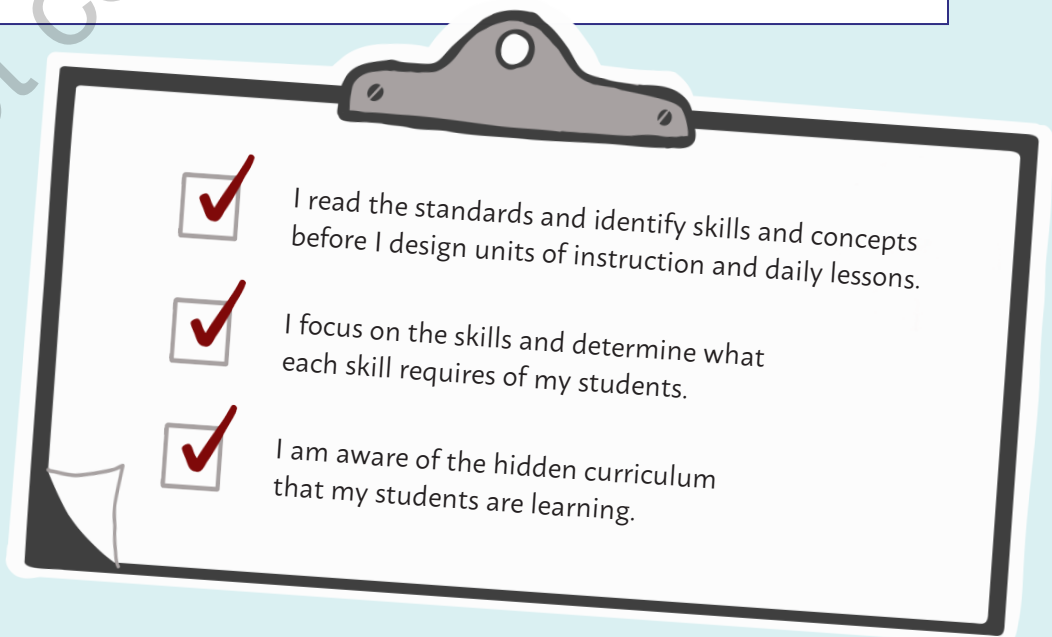 I read the standards and identify skills and concepts
before I design units of instruction and daily lessons.
I focus on the skills and determine what
each skill requires of my students.
I am aware of the hidden curriculum
that my students are learning.